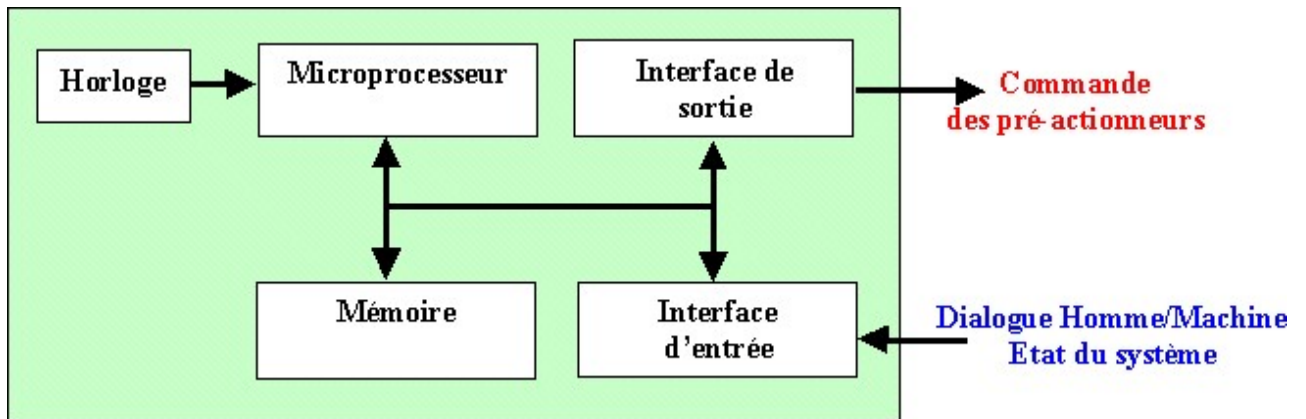 Horloge
Microprocesseur
Interface de
sortie
Commande
des pré-actionneurs
Mémoire
Interface
d'entrée
Dialogue Homme/Machine
Etat du système